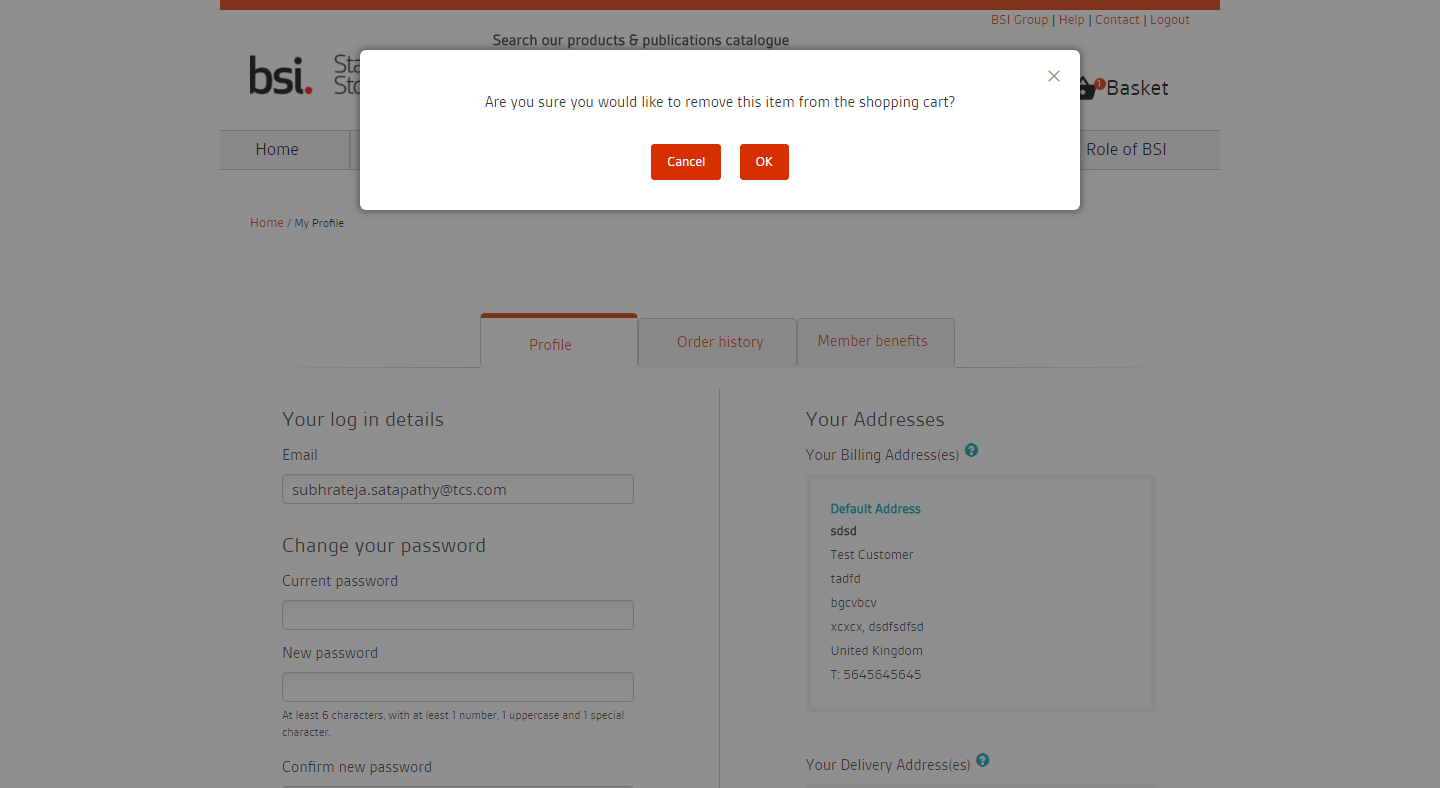 BSI Group | Help | Contact | Logout
Search our products & publications catalogue
bsi.
Are you sure you would like to remove this item from the shopping cart?
1 Basket
Cancel OK
Home
Role of BSI
Home / My Profile
Profile
Order history
Member benefits
Your log in details
Email
subhrateja.satapathy@tcs.com
Change your password
Current password
New password
At least 6 characters, with at least 1 number, 1 uppercase and 1 special
character.
Confirm new password
Your Addresses
Your Billing Address(es) ?
Default Address
sdsd
Test Customer
tadfd
bgcvbcv
xcxcx, dsdfsdfsd
United Kingdom
T: 5645645645
Your Delivery Address(es) ?